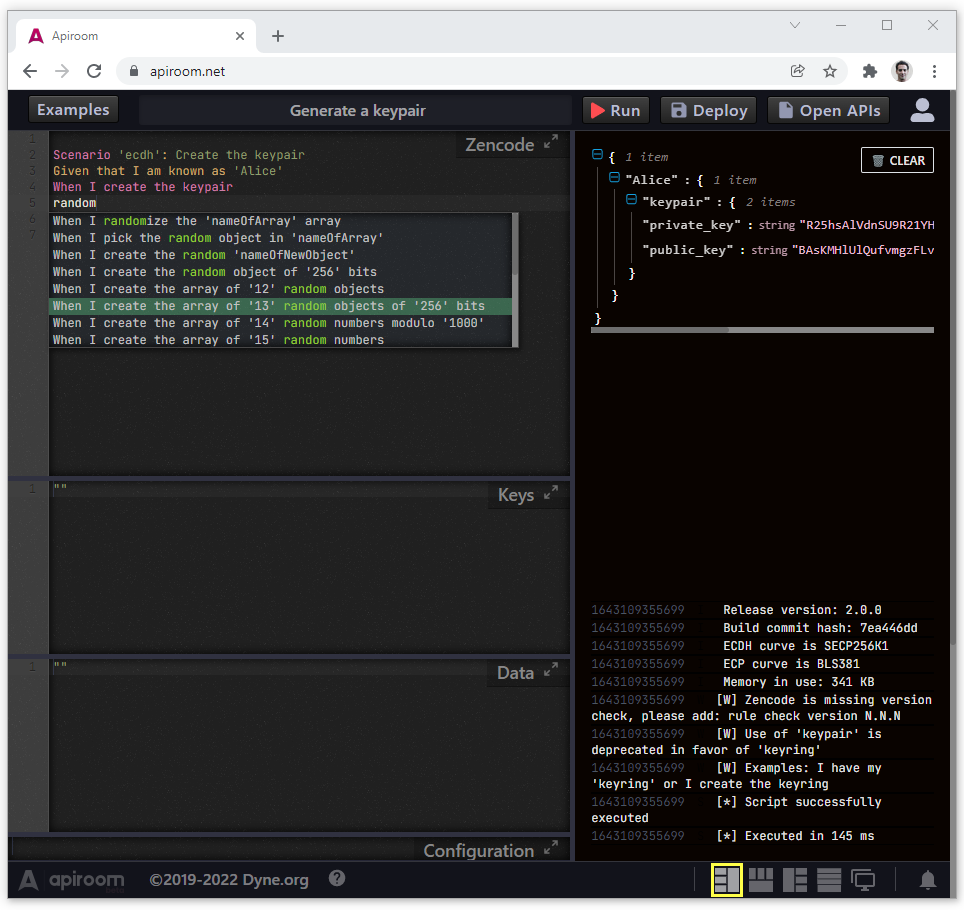 Apiroom
apiroom.net
Examples
Generate a keypair
Run
Deploy
Open APIs
Zencode
1
2 Scenario 'ecdh': Create the keypair
3 Given that I am known as 'Alice'
4 When I create the keypair
5 random
6
7
When I randomize the 'nameOfArray' array
When I pick the random object in 'nameOfArray'
When I create the random 'nameOfNewObject'
When I create the random object of '256' bits
When I create the array of '12' random objects
When I create the array of '13' random objects of '256' bits
When I create the array of '14' random numbers modulo '1000'
When I create the array of '15' random numbers
Keys
1 ""
Data
1 ""
Configuration
CLEAR
{ 1 item
"Alice" : { 1 item
"keypair" : { 2 items
"private_key" : string "R25hsAlVdnSU9R21YH
"public_key" : string "BAsKMHlUlQufvmgzFLv
}
}
}
1643109355699 Release version: 2.0.0
1643109355699 Build commit hash: 7ea446dd
1643109355699 ECDH curve is SECP256K1
1643109355699 ECP curve is BLS381
1643109355699 Memory in use: 341 KB
1643109355699 [W] Zencode is missing version
check, please add: rule check version N.N.N
1643109355699 [W] Use of 'keypair' is
deprecated in favor of 'keyring'
1643109355699 [W] Examples: I have my
'keyring' or I create the keyring
1643109355699 [*] Script successfully
executed
1643109355699 [*] Executed in 145 ms
apiroom
©2019-2022 Dyne.org